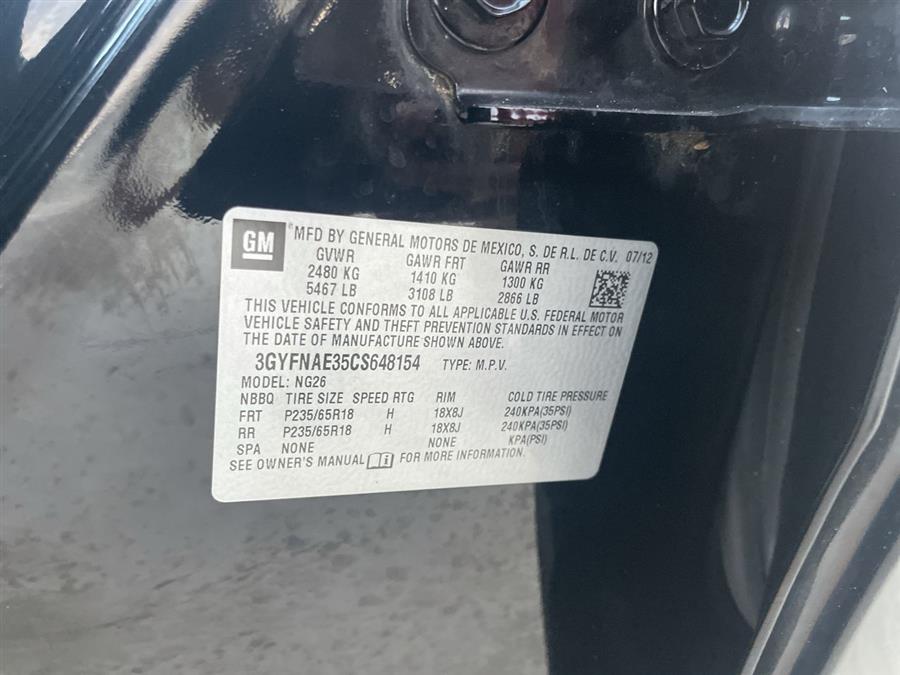 GM
MFD BY GENERAL MOTORS DE MEXICO, S. DE R.L. DE C.V. 07/12
GVWR GAWR FRT GAWR RR
2480 KG 1410 KG 1300 KG
5467 LB 3108 LB 2866 LB
THIS VEHICLE CONFORMS TO ALL APPLICABLE U.S. FEDERAL MOTOR
VEHICLE SAFETY AND THEFT PREVENTION STANDARDS IN EFFECT ON
THE DATE OF MANUFACTURE SHOWN ABOVE.
3GYFNAE35CS648154 TYPE: M.P.V.
MODEL: NG26
NBBQ TIRE SIZE SPEED RTG RIM COLD TIRE PRESSURE
FRT P235/65R18 H 18X8J 240KPA(35PSI)
RR P235/65R18 H 18X8J 240KPA(35PSI)
SPA NONE NONE KPA(PSI)
SEE OWNER'S MANUAL FOR MORE INFORMATION.